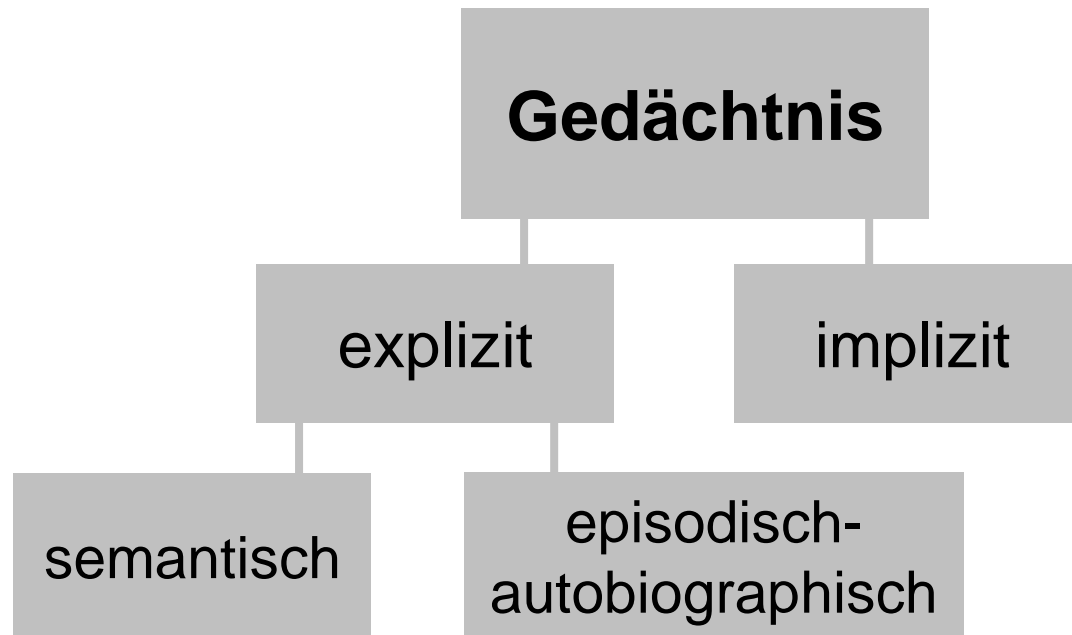 Gedächtnis
explizit
implizit
semantisch
episodisch-
autobiographisch